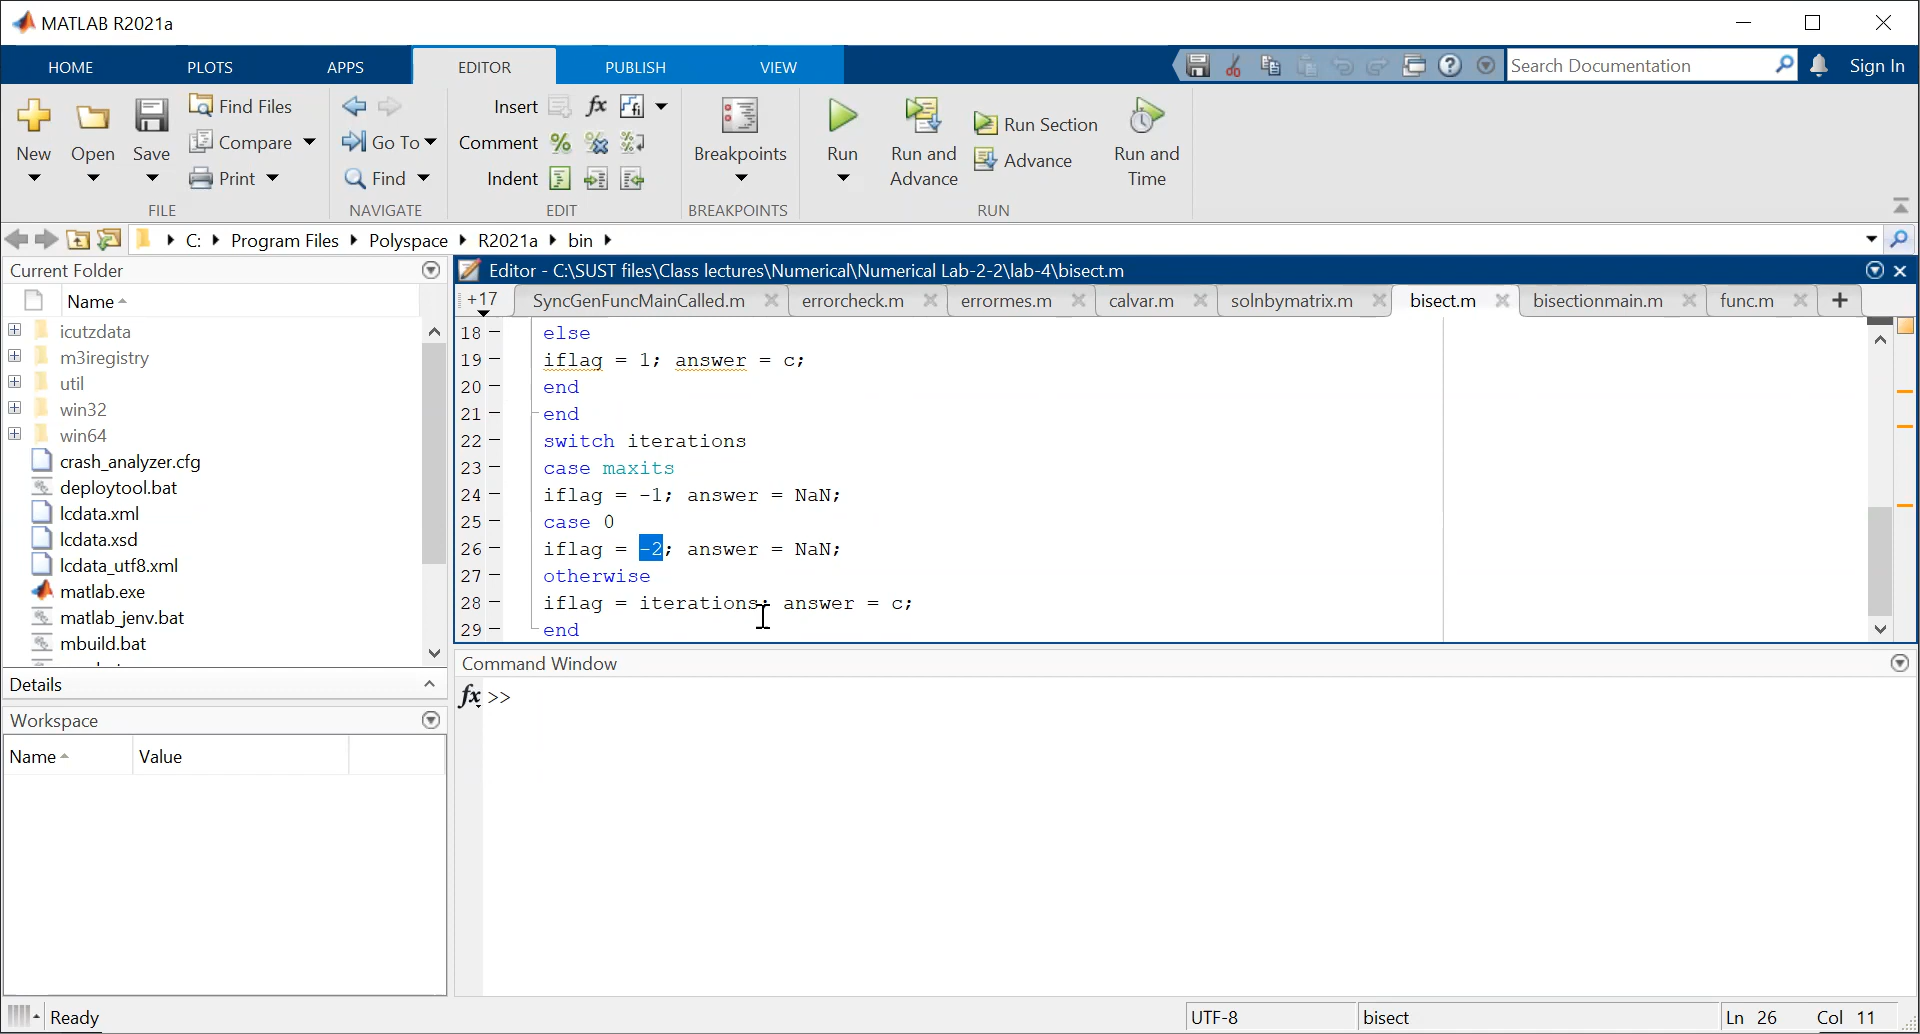 MATLAB R2021a
HOME PLOTS APPS EDITOR PUBLISH VIEW Search Documentation Sign In
New Open Save Find Files Compare Print
FILE
Go To Find
NAVIGATE
Insert fx fi
Comment
Indent
EDIT
Breakpoints
BREAKPOINTS
Run Run and Advance Run Section Advance Run and Time
RUN
C: Program Files Polyspace R2021a bin
Current Folder
Name
icutzdata
m3iregistry
util
win32
win64
crash_analyzer.cfg
deploytool.bat
lcdata.xml
lcdata.xsd
lcdata_utf8.xml
matlab.exe
matlab_jenv.bat
mbuild.bat
Details
Workspace
Name Value
Editor - C:\SUST files\Class lectures\Numerical\Numerical Lab-2-2\lab-4\bisect.m
+17 SyncGenFuncMainCalled.m errorcheck.m errormes.m calvar.m solnbymatrix.m bisect.m bisectionmain.m func.m
18 – else
19 – iflag = 1; answer = c;
20 – end
21 – end
22 – switch iterations
23 – case maxits
24 – iflag = -1; answer = NaN;
25 – case 0
26 – iflag = -2; answer = NaN;
27 – otherwise
28 – iflag = iterations; answer = c;
29 – end
Command Window
fx >>
Ready UTF-8 bisect Ln 26 Col 11